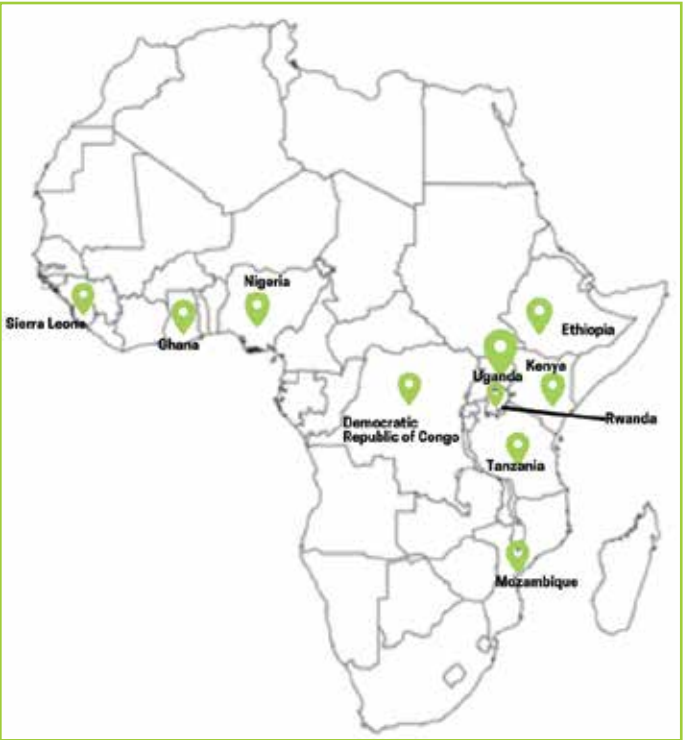 Nigeria
Sierra Leone
Ghana
Ethiopia
Kenya
Uganda
Rwanda
Democratic
Republic of Congo
Tanzania
Mozambique